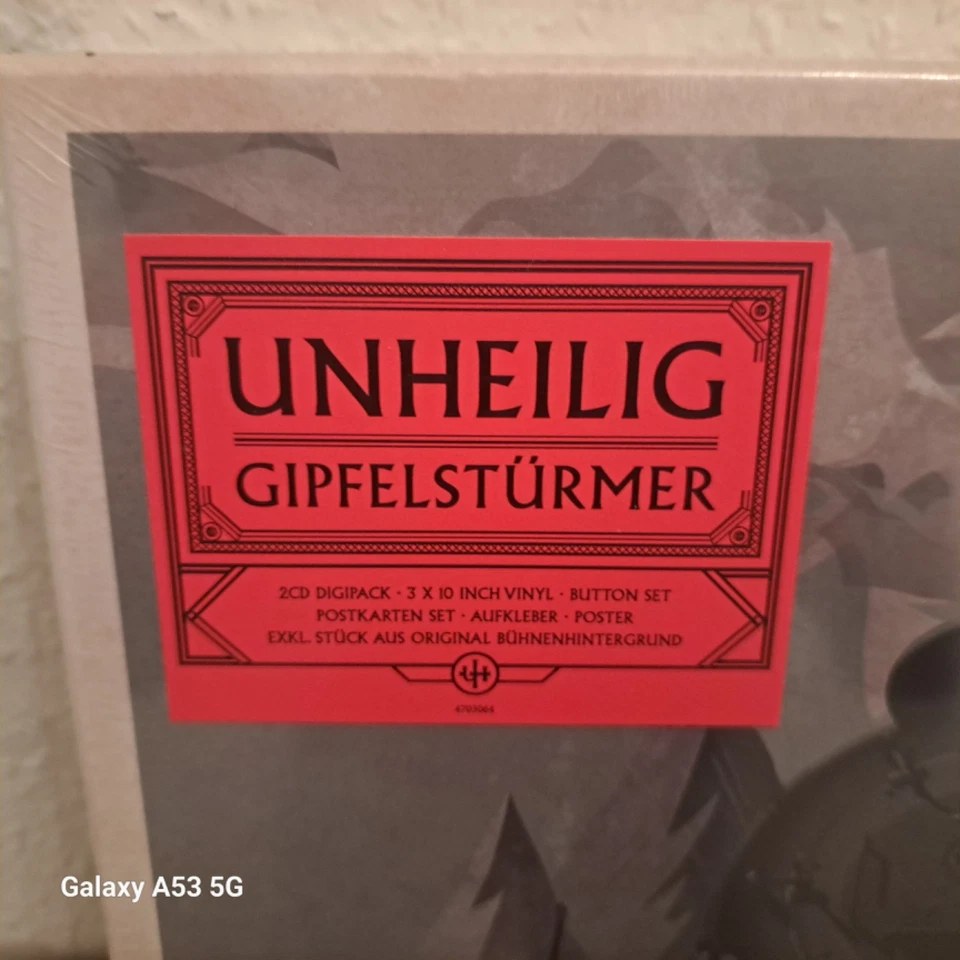 UNHEILIG
GIPFELSTÜRMER
2CD DIGIPACK · 3 X 10 INCH VINYL · BUTTON SET
POSTKARTEN SET · AUFKLEBER · POSTER
EXKL. STÜCK AUS ORIGINAL BÜHNENHINTERGRUND
4703064
Galaxy A53 5G